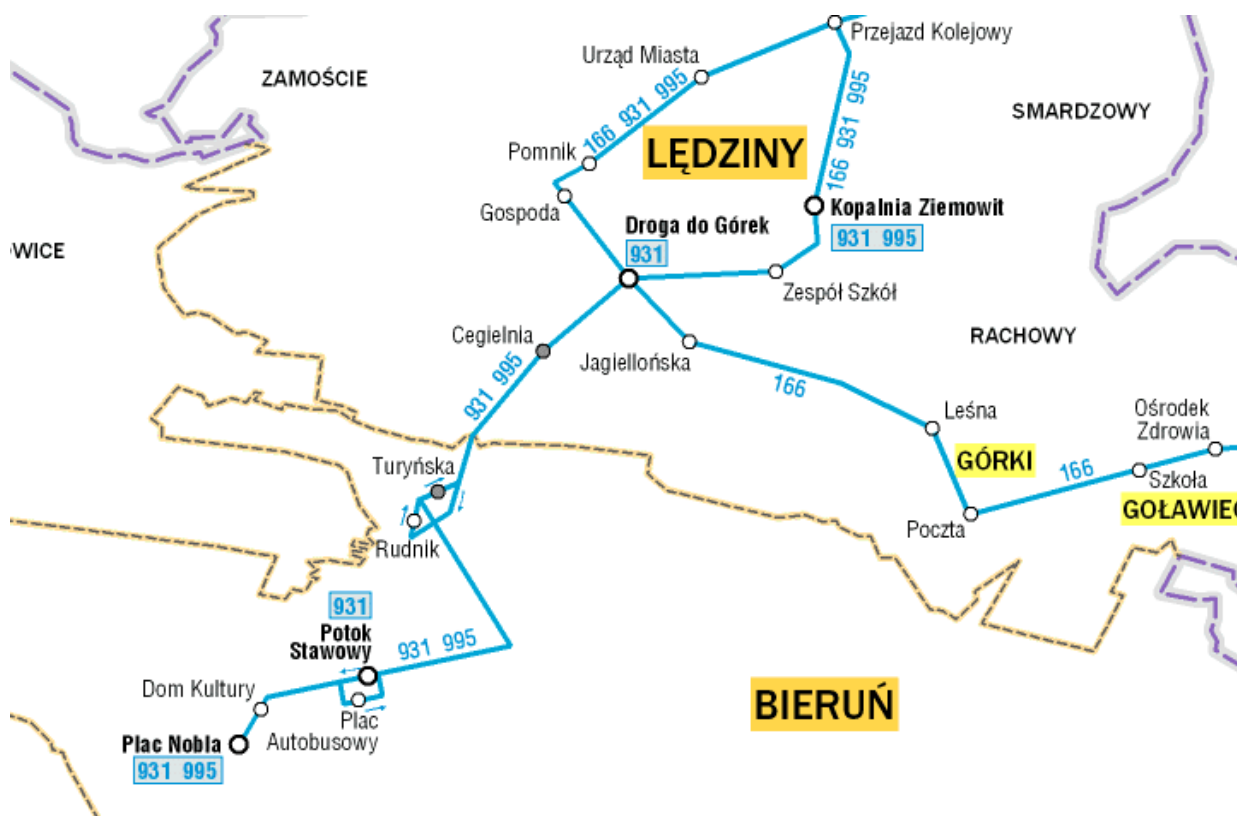 Przejazd Kolejowy
Urząd Miasta
ZAMOŚCIE
166 931 995
166 931 995
SMARDZOWY
Pomnik
LĘDZINY
Gospoda
Kopalnia Ziemowit
931 995
Droga do Górek
931
OWICE
Zespół Szkół
Cegielnia
RACHOWY
Jagiellońska
166
931 995
Leśna
Ośrodek
Zdrowia
GÓRKI
Turyńska
166
Szkoła
GOŁAWIEC
Poczta
Rudnik
931
Potok
Stawowy
931 995
Dom Kultury
BIERUŃ
Plac
Autobusowy
Plac Nobla
931 995